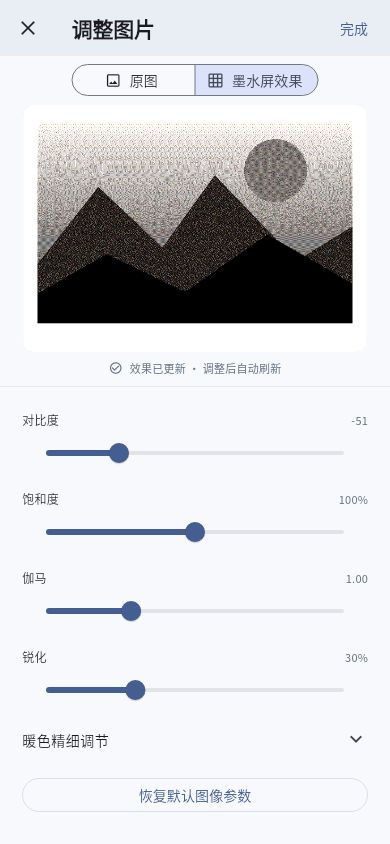 调整图片
完成
原图
墨水屏效果
效果已更新 · 调整后自动刷新
对比度
-51
饱和度
100%
伽马
1.00
锐化
30%
暖色精细调节
恢复默认图像参数